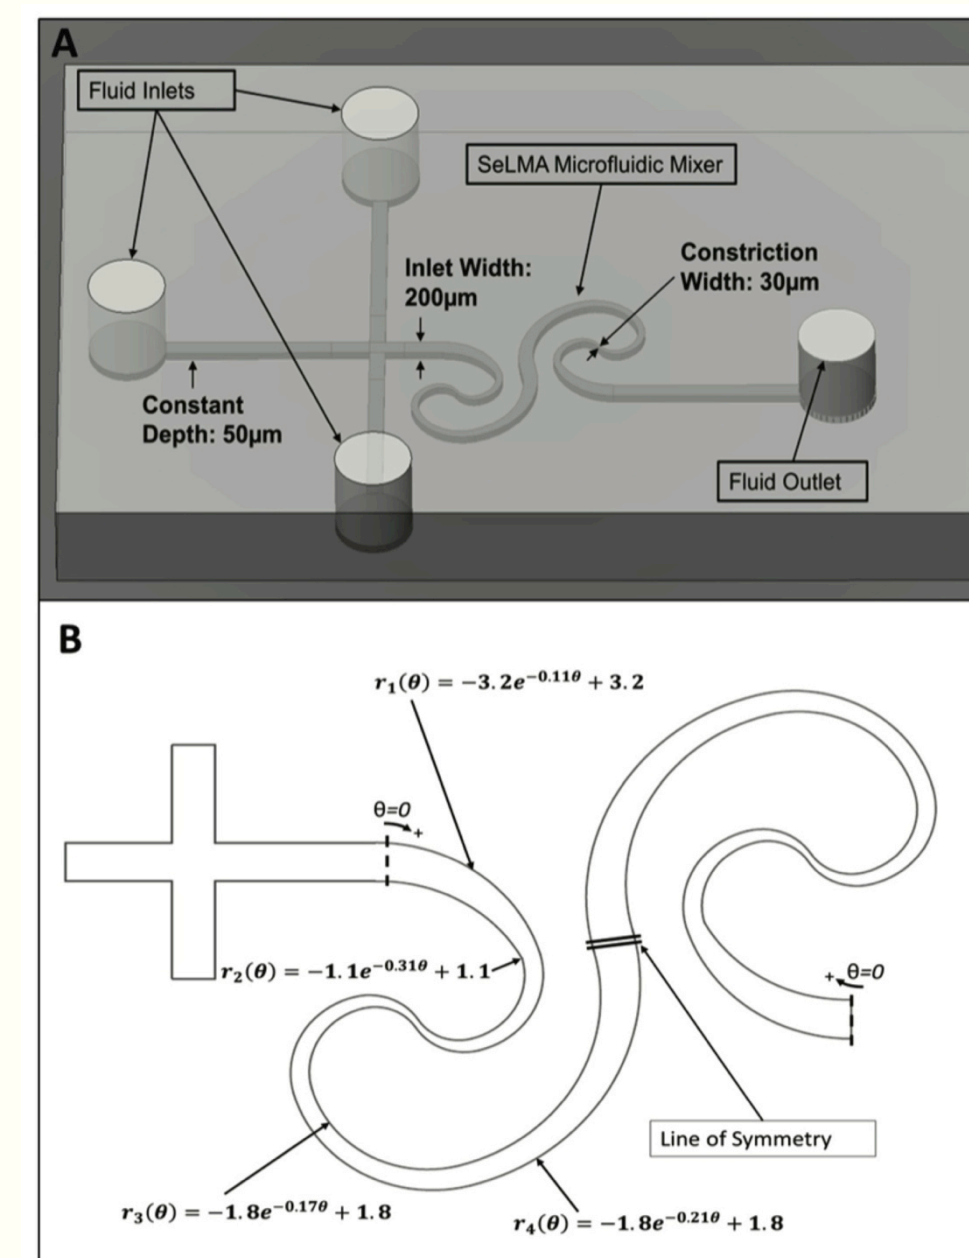 A
Fluid Inlets
SeLMA Microfluidic Mixer
Constriction
Width: 30µm
Inlet Width:
200µm
Constant
Depth: 50µm
Fluid Outlet
B
r₁(θ) = −3.2e^−0.11θ + 3.2
θ=0
+
r₂(θ) = −1.1e^−0.31θ + 1.1
+ θ=0
Line of Symmetry
r₃(θ) = −1.8e^−0.17θ + 1.8
r₄(θ) = −1.8e^−0.21θ + 1.8